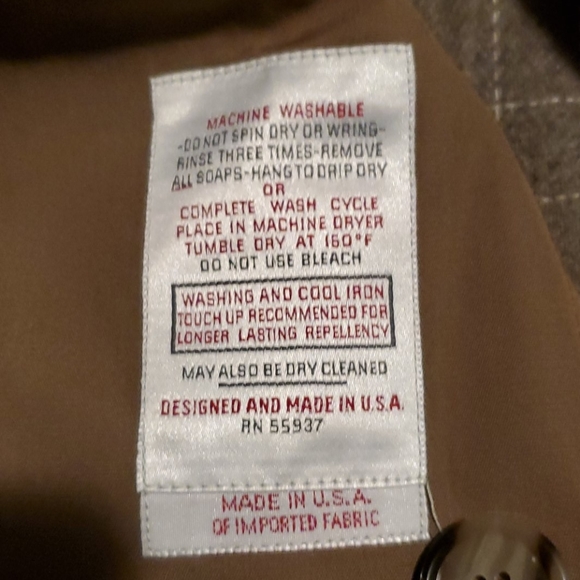 MACHINE WASHABLE
-DO NOT SPIN DRY OR WRING-
RINSE THREE TIMES-REMOVE
ALL SOAPS-HANG TO DRIP DRY
OR
COMPLETE WASH CYCLE
PLACE IN MACHINE DRYER
TUMBLE DRY AT 160°F
DO NOT USE BLEACH
WASHING AND COOL IRON
TOUCH UP RECOMMENDED FOR
LONGER LASTING REPELLENCY
MAY ALSO BE DRY CLEANED
DESIGNED AND MADE IN U.S.A.
RN 55937
MADE IN U.S.A.
OF IMPORTED FABRIC